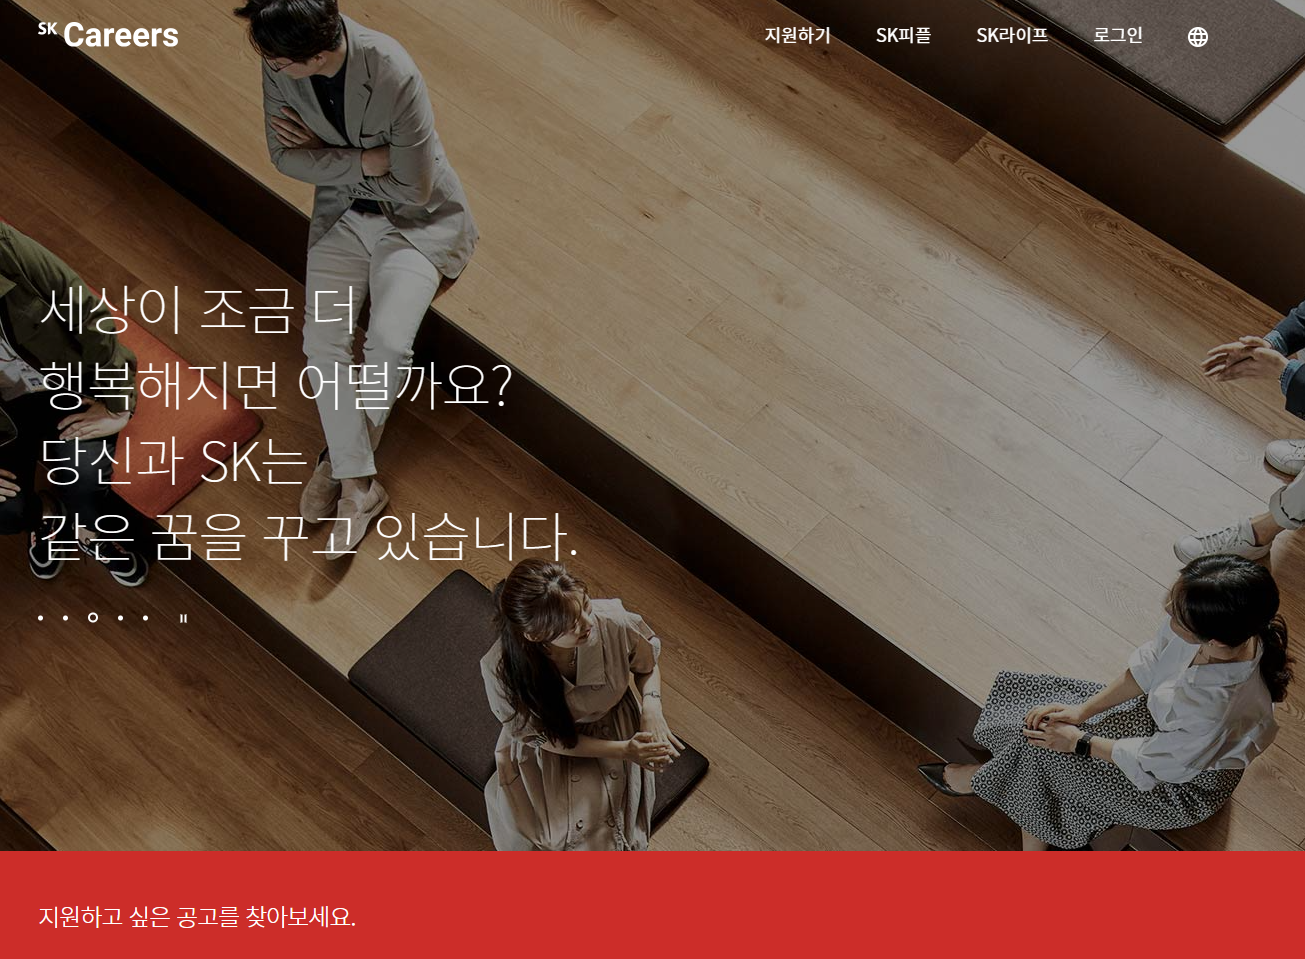 SK Careers
지원하기 SK피플 SK라이프 로그인
세상이 조금 더
행복해지면 어떨까요?
당신과 SK는
같은 꿈을 꾸고 있습니다.
지원하고 싶은 공고를 찾아보세요.